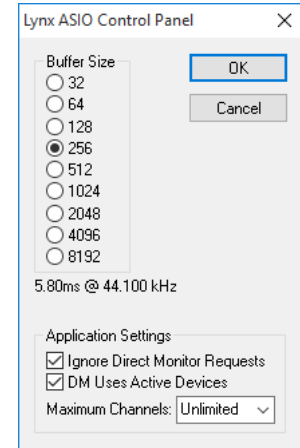 Lynx ASIO Control Panel
Buffer Size
32
64
128
256
512
1024
2048
4096
8192
OK
Cancel
5.80ms @ 44.100 kHz
Application Settings
Ignore Direct Monitor Requests
DM Uses Active Devices
Maximum Channels: Unlimited